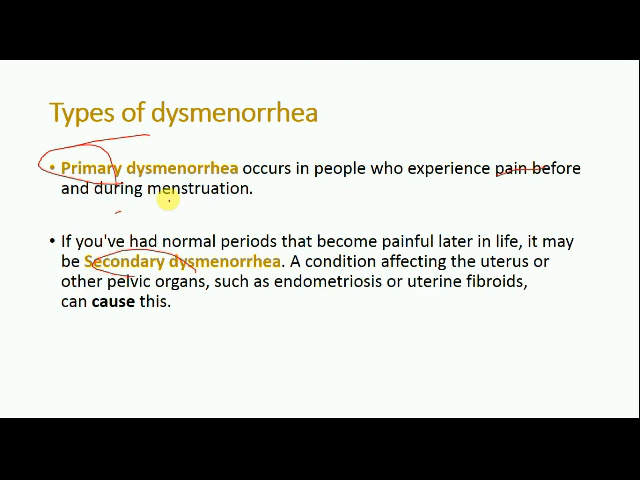 Types of dysmenorrhea
• Primary dysmenorrhea occurs in people who experience pain before
and during menstruation.
• If you've had normal periods that become painful later in life, it may
be Secondary dysmenorrhea. A condition affecting the uterus or
other pelvic organs, such as endometriosis or uterine fibroids,
can cause this.